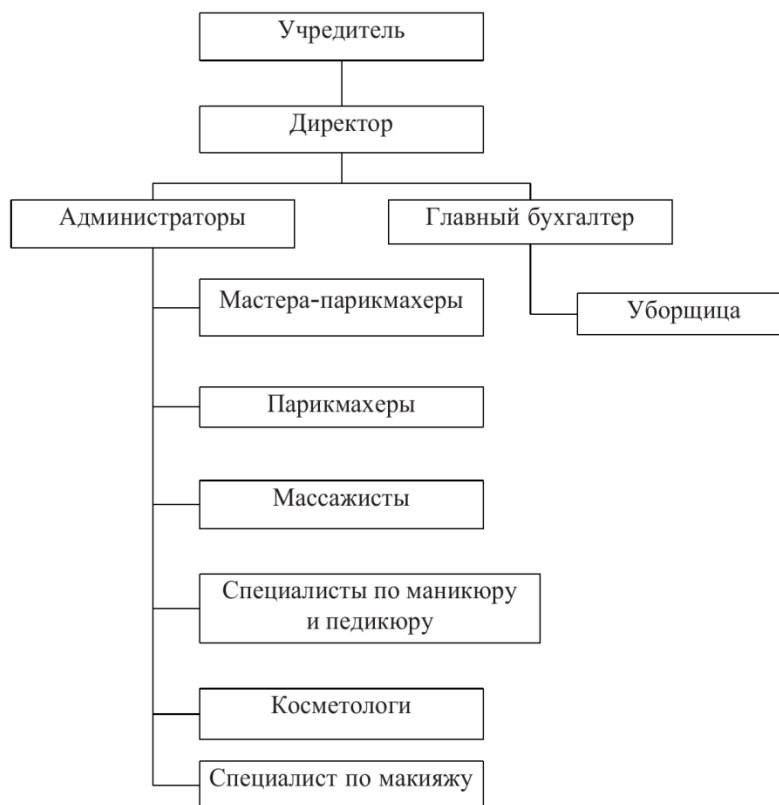 Учредитель
Директор
Администраторы
Главный бухгалтер
Мастера-парикмахеры
Уборщица
Парикмахеры
Массажисты
Специалисты по маникюру
и педикюру
Косметологи
Специалист по макияжу